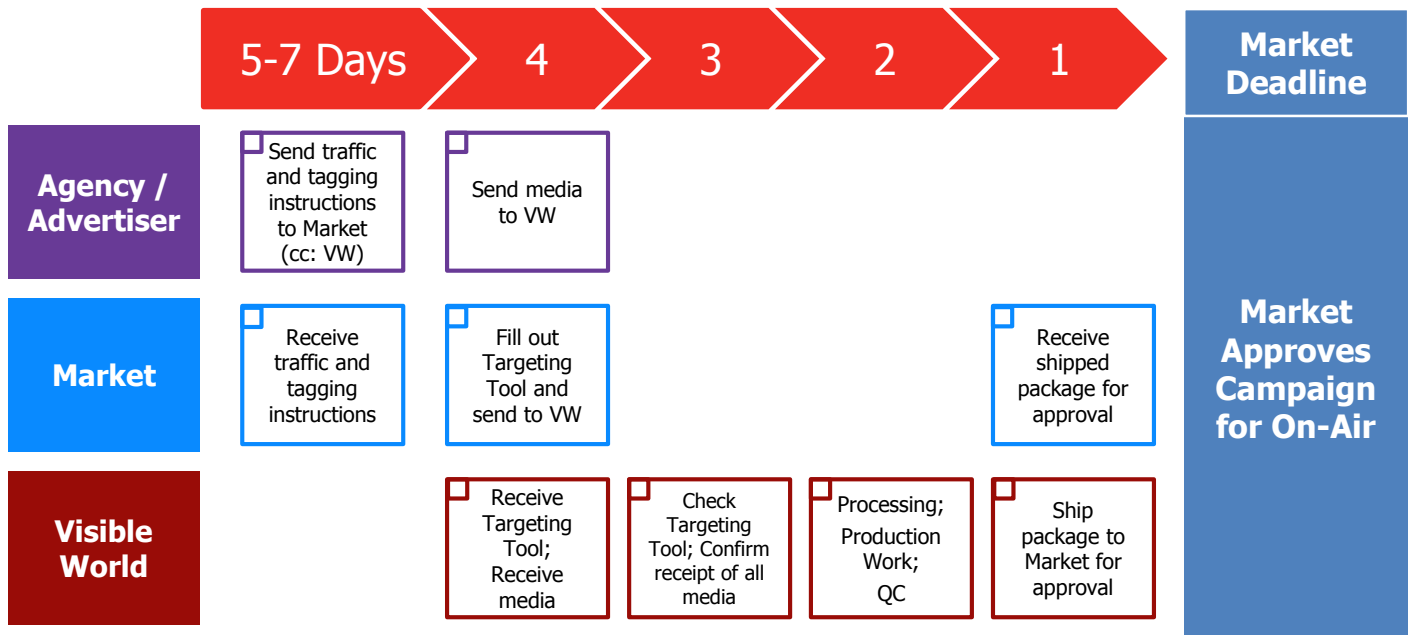 5-7 Days
4
3
2
1
Market
Deadline
Agency /
Advertiser
Send traffic
and tagging
instructions
to Market
(cc: VW)
Send media
to VW
Market
Receive
traffic and
tagging
instructions
Fill out
Targeting
Tool and
send to VW
Receive
shipped
package for
approval
Market
Approves
Campaign
for On-Air
Visible
World
Receive
Targeting
Tool;
Receive
media
Check
Targeting
Tool; Confirm
receipt of all
media
Processing;
Production
Work;
QC
Ship
package to
Market for
approval